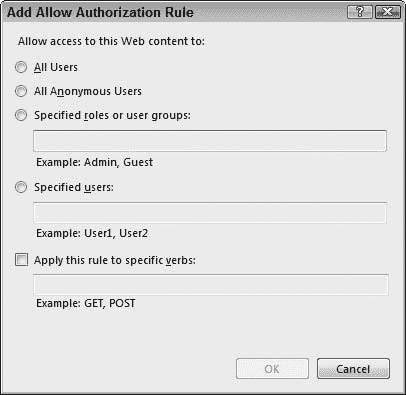 Add Allow Authorization Rule
Allow access to this Web content to:
All Users
All Anonymous Users
Specified roles or user groups:
Example: Admin, Guest
Specified users:
Example: User1, User2
Apply this rule to specific verbs:
Example: GET, POST
OK Cancel